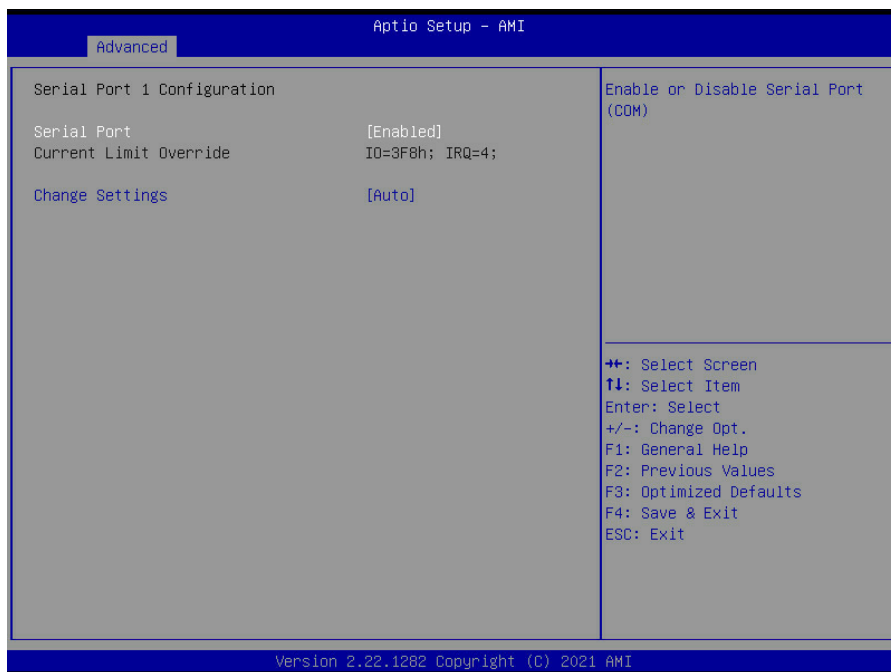 Aptio Setup – AMI
Advanced
Serial Port 1 Configuration
Serial Port [Enabled]
Current Limit Override IO=3F8h; IRQ=4;
Change Settings [Auto]
Enable or Disable Serial Port
(COM)
→←: Select Screen
↑↓: Select Item
Enter: Select
+/-: Change Opt.
F1: General Help
F2: Previous Values
F3: Optimized Defaults
F4: Save & Exit
ESC: Exit
Version 2.22.1282 Copyright (C) 2021 AMI